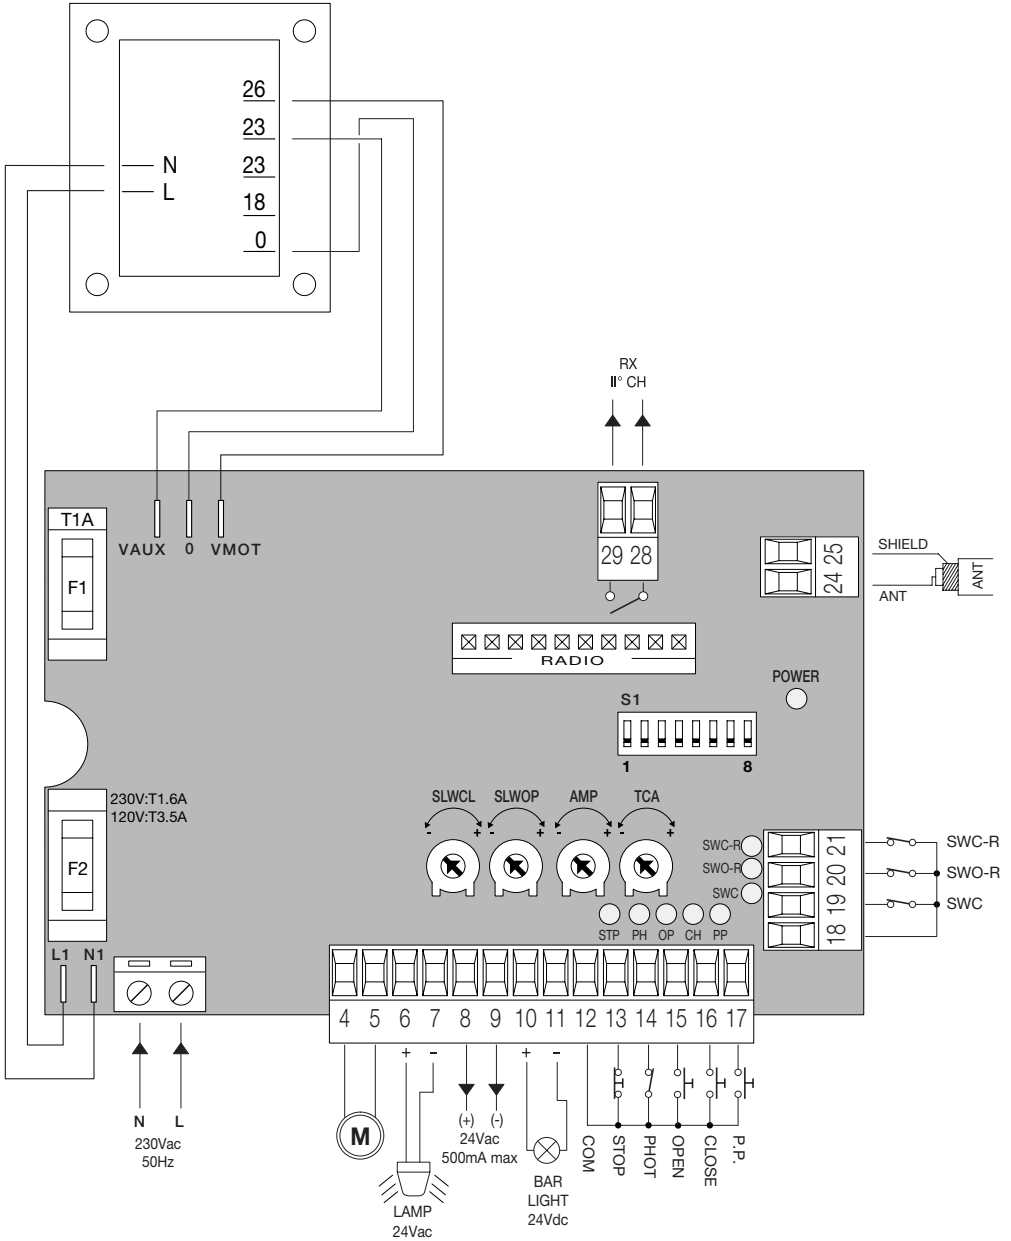 26
23
N
23
L
18
0
RX
II° CH
T1A
F1
VAUX 0 VMOT
29 28
25
24
SHIELD
ANT
ANT
RADIO
POWER
S1
1 8
230V:T1.6A
120V:T3.5A
F2
SLWCL SLWOP AMP TCA
- + - + - + - +
SWC-R
SWO-R
SWC
21
20
19
18
SWC-R
SWO-R
SWC
STP PH OP CH PP
L1 N1
4 5 6 7 8 9 10 11 12 13 14 15 16 17
+ - + -
N L
230Vac
50Hz
M
(+) (-)
24Vac
500mA max
LAMP
24Vac
BAR
LIGHT
24Vdc
COM
STOP
PHOT
OPEN
CLOSE
P.P.